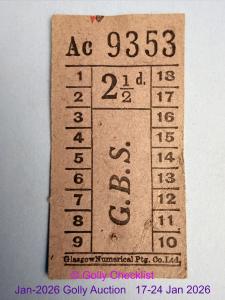 Ac 9353
1 2½d. 18
2 17
3 16
4 15
5 14
6 G.B.S. 13
7 12
8 11
9 10
Glasgow Numerical Ptg. Co. Ltd.
© Golly Checklist
Jan-2026 Golly Auction 17-24 Jan 2026